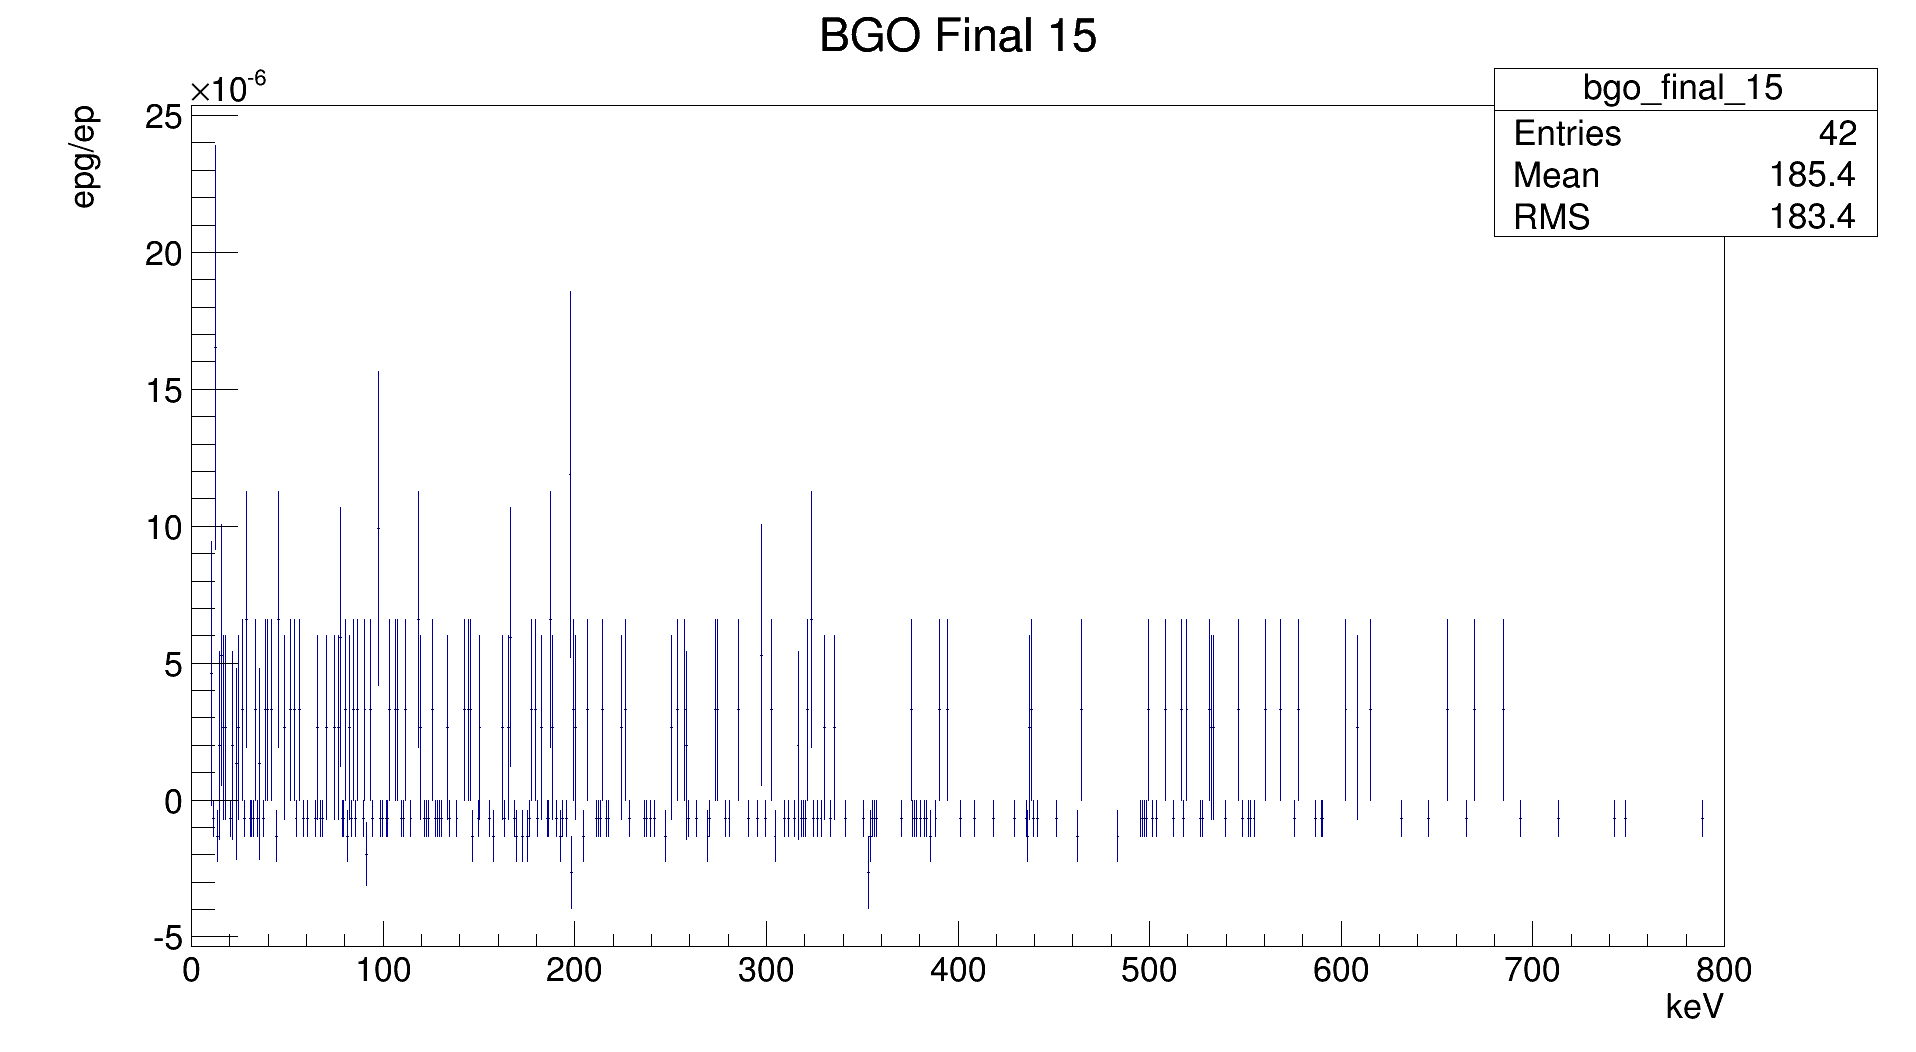 BGO Final 15
×10-6
epg/ep
bgo_final_15
Entries 42
Mean 185.4
RMS 183.4
25
20
15
10
5
0
-5
0 100 200 300 400 500 600 700 800
keV